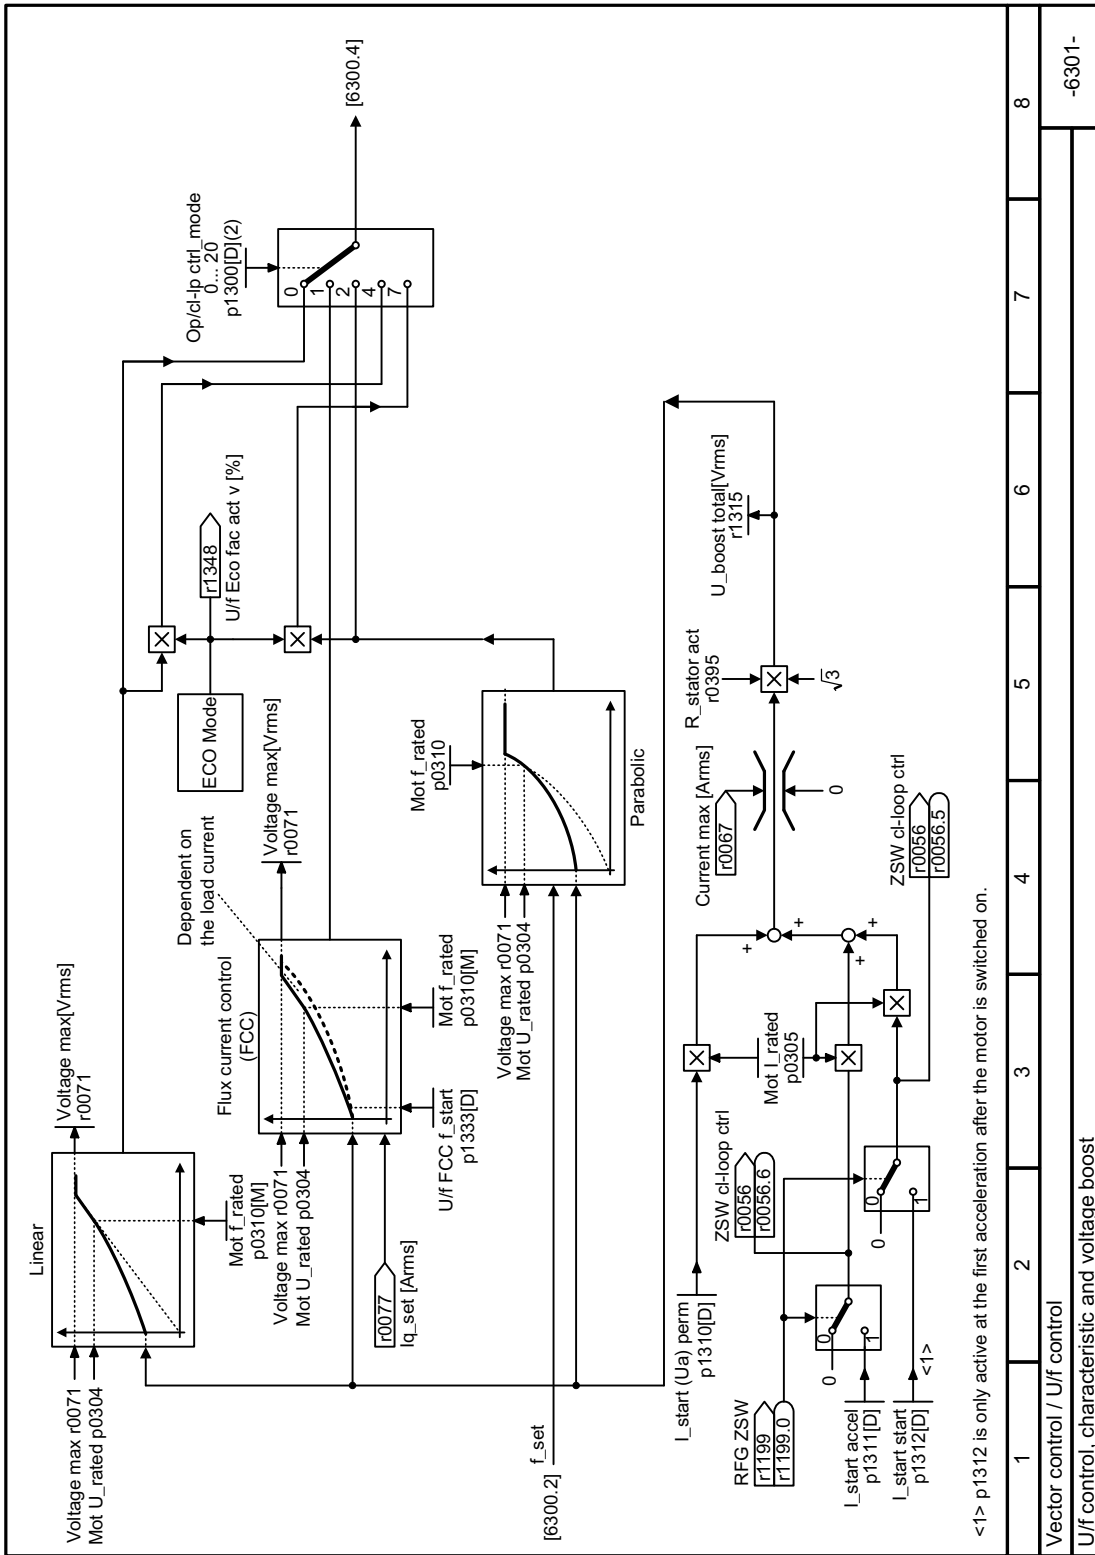 Linear
Voltage max r0071
Mot U_rated p0304
Voltage max[Vrms]
r0071
Mot f_rated
p0310[M]
Flux current control
(FCC)
Voltage max r0071
Mot U_rated p0304
r0077
Iq_set [Arms]
U/f FCC f_start
p1333[D]
Mot f_rated
p0310[M]
Dependent on
the load current
Voltage max[Vrms]
r0071
ECO Mode
r1348
U/f Eco fac act v [%]
Op/cl-lp ctrl_mode
0... 20
p1300[D](2)
0
1
2
4
7
[6300.4]
[6300.2]
f_set
Voltage max r0071
Mot U_rated p0304
Mot f_rated
p0310
Parabolic
I_start (Ua) perm
p1310[D]
RFG ZSW
r1199
r1199.0
I_start accel
p1311[D]
I_start start
p1312[D]
<1>
0
0
1
ZSW cl-loop ctrl
r0056
r0056.6
0
0
1
Mot I_rated
p0305
+
+
+
+
ZSW cl-loop ctrl
r0056
r0056.5
Current max [Arms]
r0067
0
R_stator act
r0395
√3
U_boost total[Vrms]
r1315
<1> p1312 is only active at the first acceleration after the motor is switched on.
1
2
3
4
5
6
7
8
Vector control / U/f control
U/f control, characteristic and voltage boost
-6301-